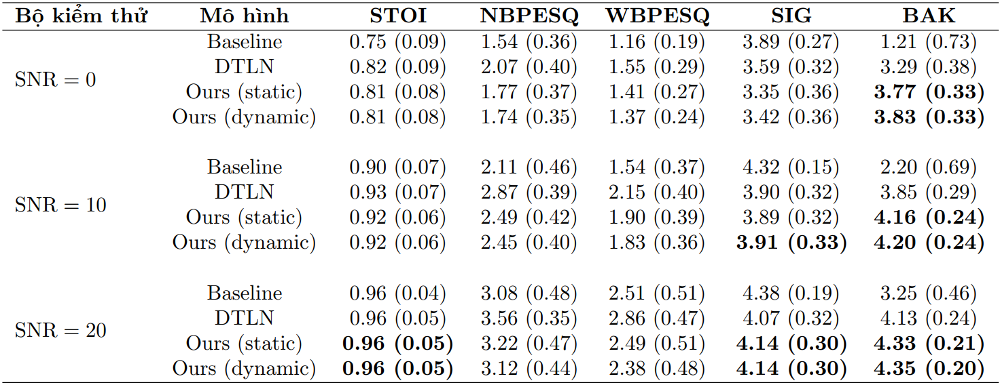 Bộ kiểm thử Mô hình STOI NBPESQ WBPESQ SIG BAK
Baseline 0.75 (0.09) 1.54 (0.36) 1.16 (0.19) 3.89 (0.27) 1.21 (0.73)
DTLN 0.82 (0.09) 2.07 (0.40) 1.55 (0.29) 3.59 (0.32) 3.29 (0.38)
SNR = 0
Ours (static) 0.81 (0.08) 1.77 (0.37) 1.41 (0.27) 3.35 (0.36) 3.77 (0.33)
Ours (dynamic) 0.81 (0.08) 1.74 (0.35) 1.37 (0.24) 3.42 (0.36) 3.83 (0.33)
Baseline 0.90 (0.07) 2.11 (0.46) 1.54 (0.37) 4.32 (0.15) 2.20 (0.69)
DTLN 0.93 (0.07) 2.87 (0.39) 2.15 (0.40) 3.90 (0.32) 3.85 (0.29)
SNR = 10
Ours (static) 0.92 (0.06) 2.49 (0.42) 1.90 (0.39) 3.89 (0.32) 4.16 (0.24)
Ours (dynamic) 0.92 (0.06) 2.45 (0.40) 1.83 (0.36) 3.91 (0.33) 4.20 (0.24)
Baseline 0.96 (0.04) 3.08 (0.48) 2.51 (0.51) 4.38 (0.19) 3.25 (0.46)
DTLN 0.96 (0.05) 3.56 (0.35) 2.86 (0.47) 4.07 (0.32) 4.13 (0.24)
SNR = 20
Ours (static) 0.96 (0.05) 3.22 (0.47) 2.49 (0.51) 4.14 (0.30) 4.33 (0.21)
Ours (dynamic) 0.96 (0.05) 3.12 (0.44) 2.38 (0.48) 4.14 (0.30) 4.35 (0.20)